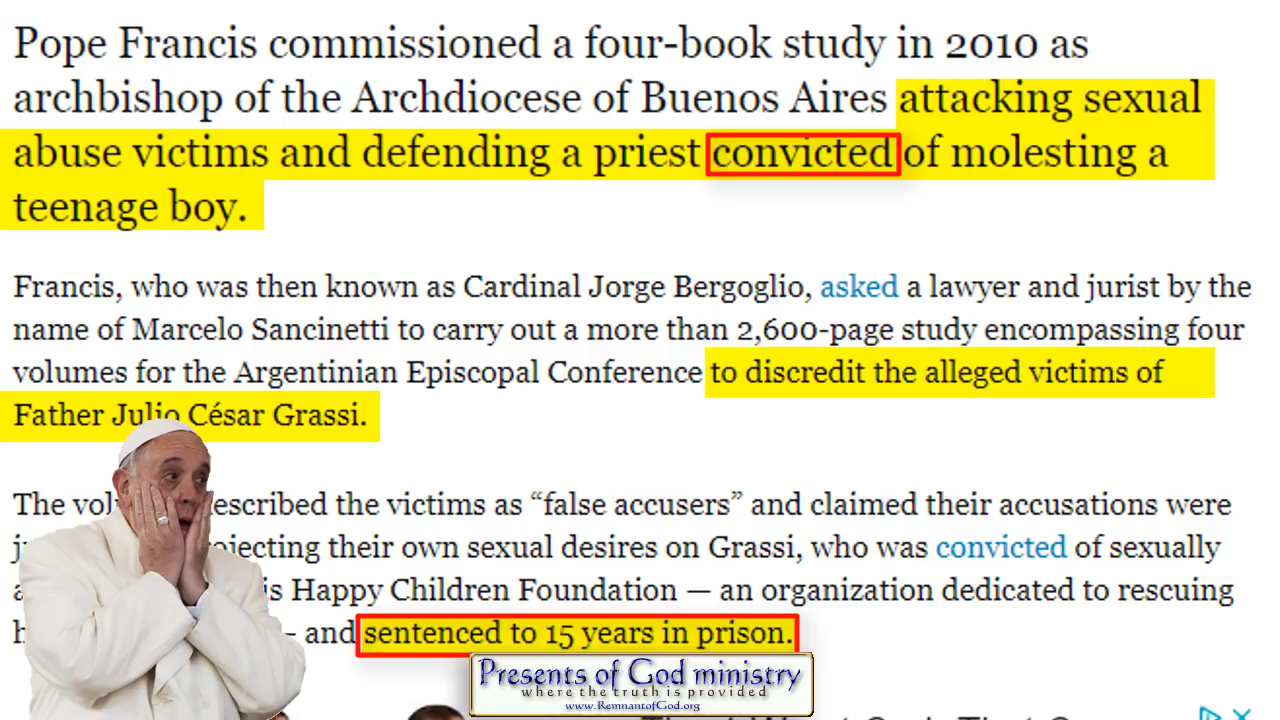 Pope Francis commissioned a four-book study in 2010 as
archbishop of the Archdiocese of Buenos Aires attacking sexual
abuse victims and defending a priest convicted of molesting a
teenage boy.
Francis, who was then known as Cardinal Jorge Bergoglio, asked a lawyer and jurist by the
name of Marcelo Sancinetti to carry out a more than 2,600-page study encompassing four
volumes for the Argentinian Episcopal Conference to discredit the alleged victims of
Father Julio César Grassi.
The described the victims as “false accusers” and claimed their accusations were
their own sexual desires on Grassi, who was convicted of sexually
Happy Children Foundation — an organization dedicated to rescuing
and sentenced to 15 years in prison.
Presents of God ministry
where the truth is provided
www.RemnantofGod.org